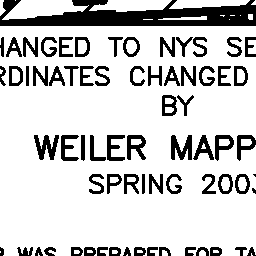 HANGED TO NYS SE
RDINATES CHANGED
BY
WEILER MAPP
SPRING 2003
P WAS PREPARED FOR TA